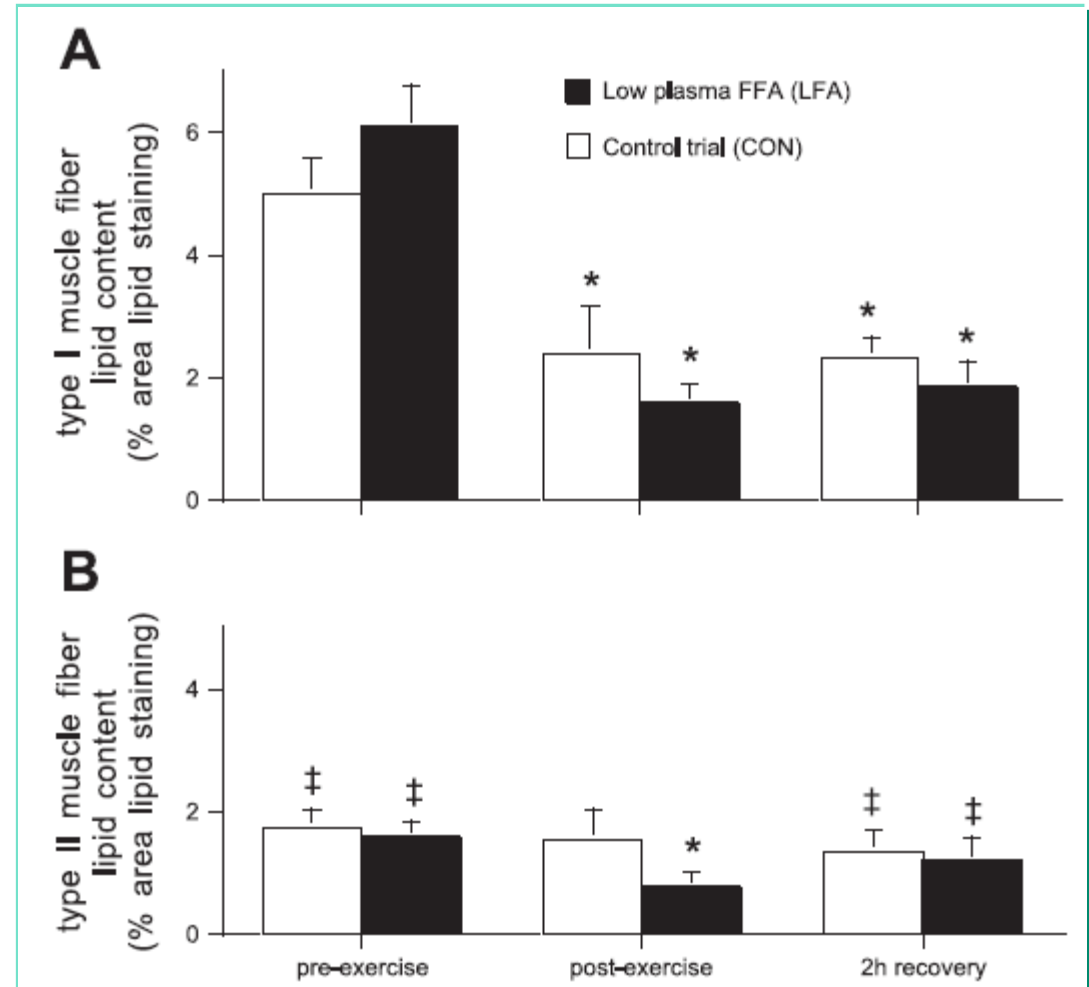 A
Low plasma FFA (LFA)
Control trial (CON)
type I muscle fiber
lipid content
(% area lipid staining)
6
4
2
0
*
*
*
*
B
type II muscle fiber
lipid content
(% area lipid staining)
4
2
0
‡
‡
*
‡
‡
pre-exercise
post-exercise
2h recovery